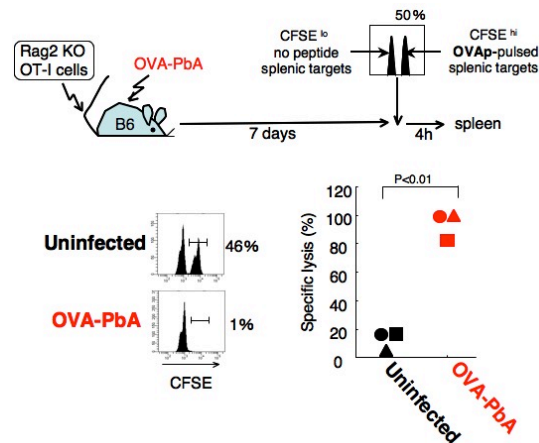 Rag2 KO
OT-I cells
OVA-PbA
B6
7 days
CFSE lo
no peptide
splenic targets
50%
CFSE hi
OVAp-pulsed
splenic targets
4h
spleen
Uninfected
46%
OVA-PbA
1%
CFSE
P<0.01
Specific lysis (%)
120
100
80
60
40
20
0
Uninfected
OVA-PbA